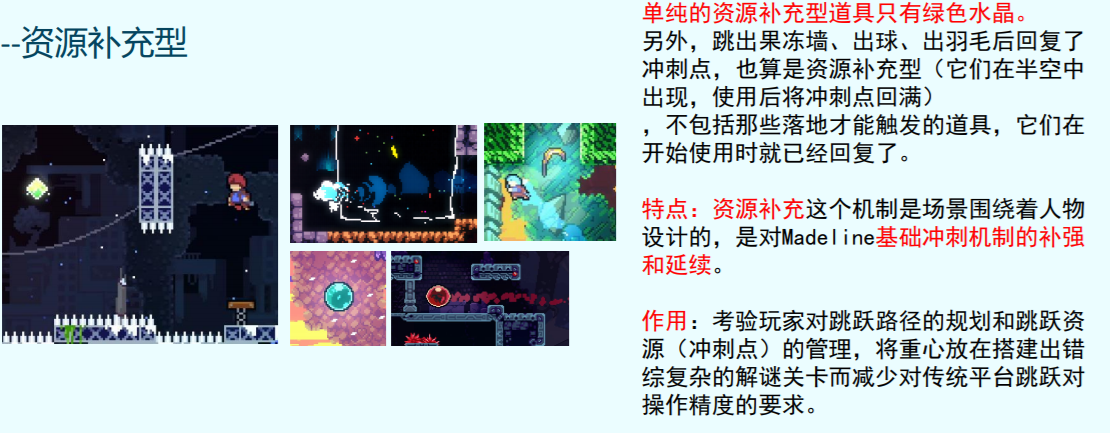 --资源补充型
单纯的资源补充型道具只有绿色水晶。
另外，跳出果冻墙、出球、出羽毛后回复了
冲刺点，也算是资源补充型（它们在半空中
出现，使用后将冲刺点回满）
，不包括那些落地才能触发的道具，它们在
开始使用时就已经回复了。
特点：资源补充这个机制是场景围绕着人物
设计的，是对Madeline基础冲刺机制的补强
和延续。
作用：考验玩家对跳跃路径的规划和跳跃资
源（冲刺点）的管理，将重心放在搭建出错
综复杂的解谜关卡而减少对传统平台跳跃对
操作精度的要求。